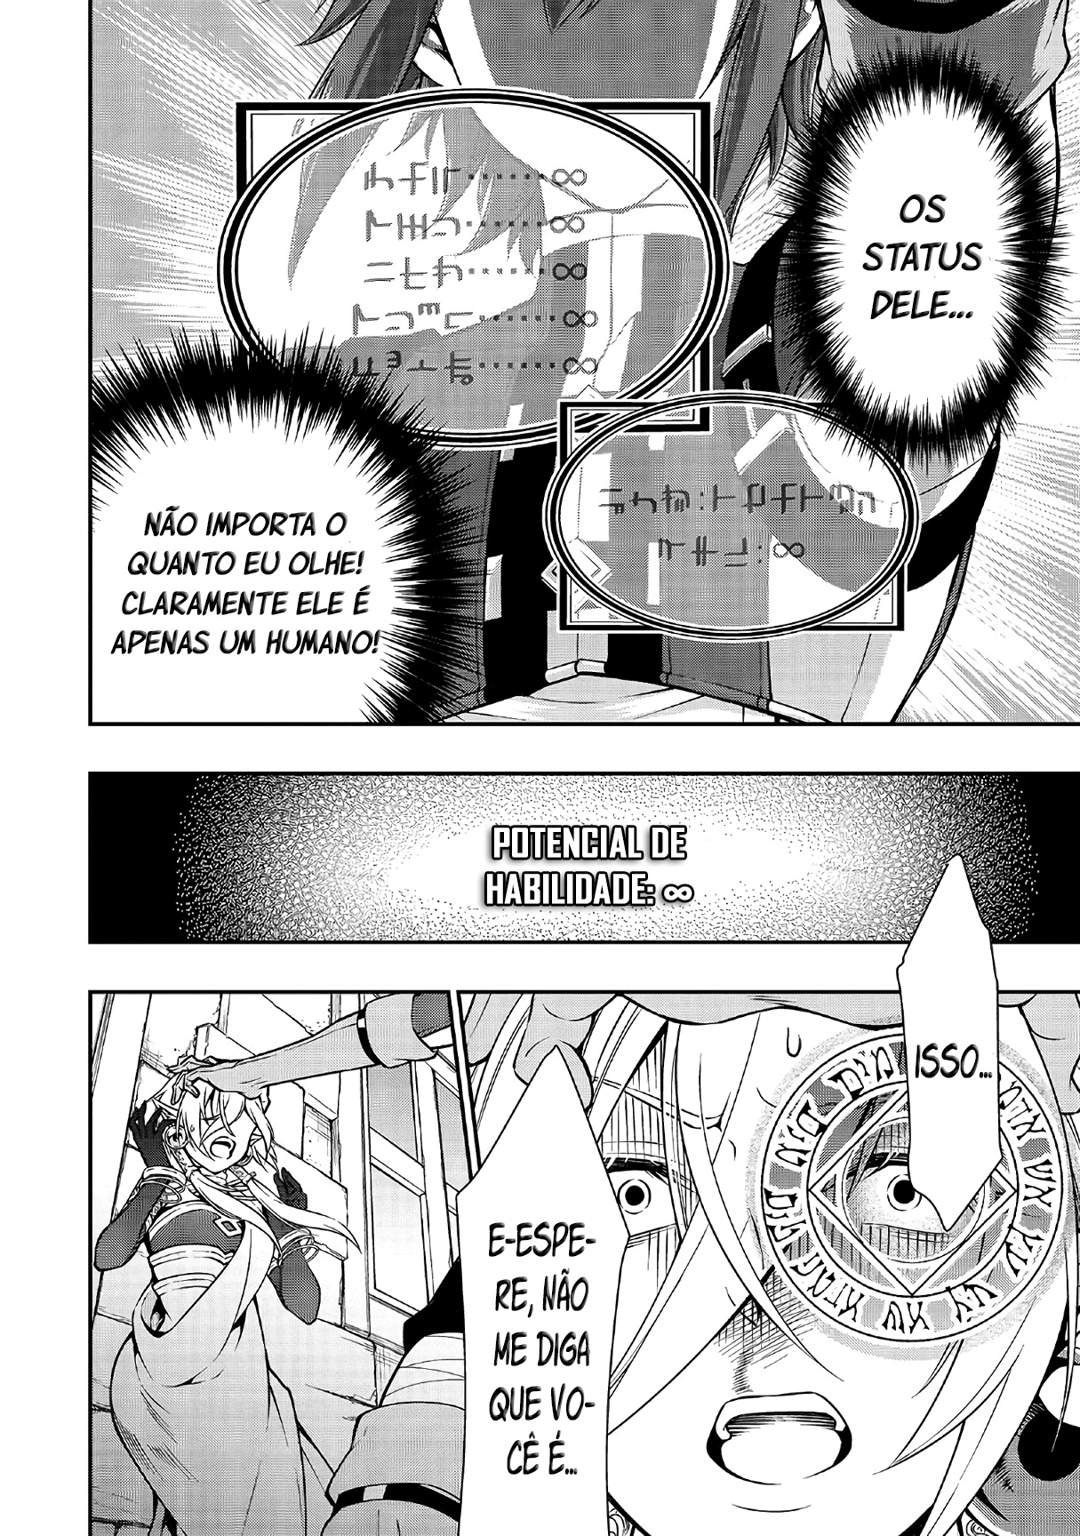 OS
STATUS
DELE...
NÃO IMPORTA O
QUANTO EU OLHE!
CLARAMENTE ELE É
APENAS UM HUMANO!
POTENCIAL DE
HABILIDADE: ∞
ISSO...
E-ESPE-
RE, NÃO
ME DIGA
QUE VO-
CÊ É...